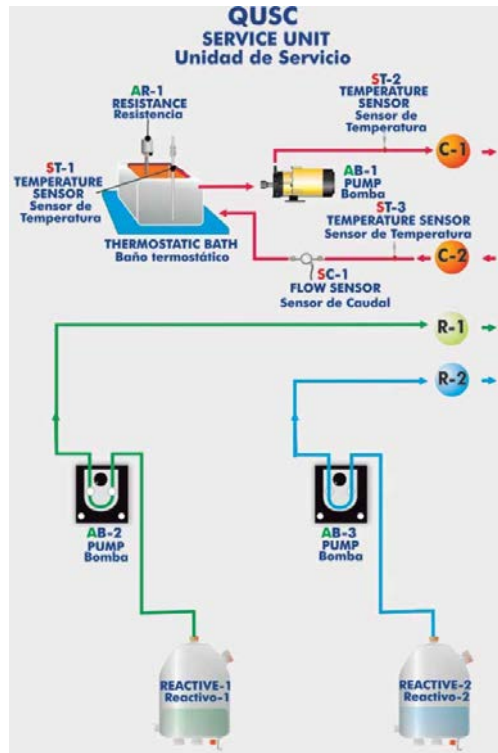 QUSC
SERVICE UNIT
Unidad de Servicio
AR-1
RESISTANCE
Resistencia
ST-2
TEMPERATURE
SENSOR
Sensor de
Temperatura
C-1
ST-1
TEMPERATURE
SENSOR
Sensor de
Temperatura
AB-1
PUMP
Bomba
THERMOSTATIC BATH
Baño termostático
ST-3
TEMPERATURE SENSOR
Sensor de Temperatura
C-2
SC-1
FLOW SENSOR
Sensor de Caudal
R-1
R-2
AB-2
PUMP
Bomba
AB-3
PUMP
Bomba
REACTIVE-1
Reactivo-1
REACTIVE-2
Reactivo-2